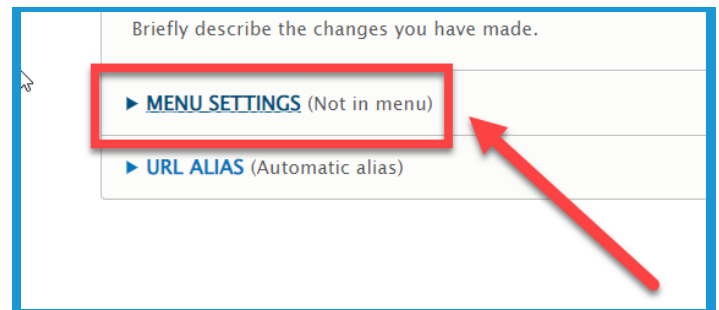 Briefly describe the changes you have made.
MENU SETTINGS (Not in menu)
URL ALIAS (Automatic alias)